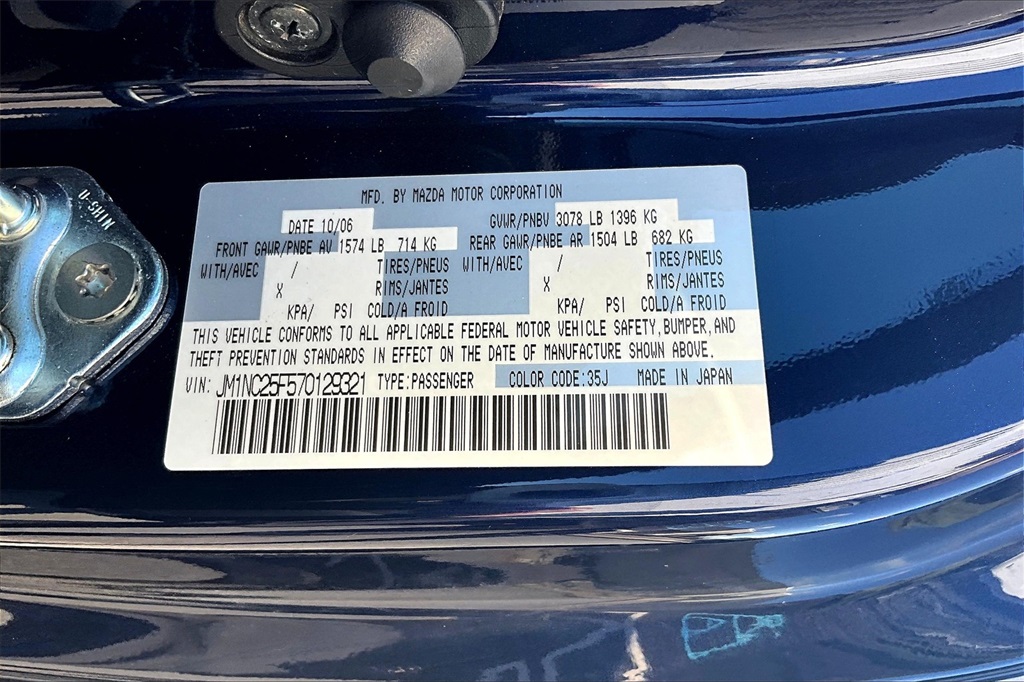 MFD. BY MAZDA MOTOR CORPORATION
DATE 10/06 GVWR/PNBV 3078 LB 1396 KG
FRONT GAWR/PNBE AV 1574 LB 714 KG REAR GAWR/PNBE AR 1504 LB 682 KG
WITH/AVEC / TIRES/PNEUS WITH/AVEC / TIRES/PNEUS
X RIMS/JANTES X RIMS/JANTES
KPA/ PSI COLD/A FROID KPA/ PSI COLD/A FROID
THIS VEHICLE CONFORMS TO ALL APPLICABLE FEDERAL MOTOR VEHICLE SAFETY,BUMPER,AND
THEFT PREVENTION STANDARDS IN EFFECT ON THE DATE OF MANUFACTURE SHOWN ABOVE.
VIN: JM1NC25F570129321 TYPE:PASSENGER COLOR CODE:35J MADE IN JAPAN